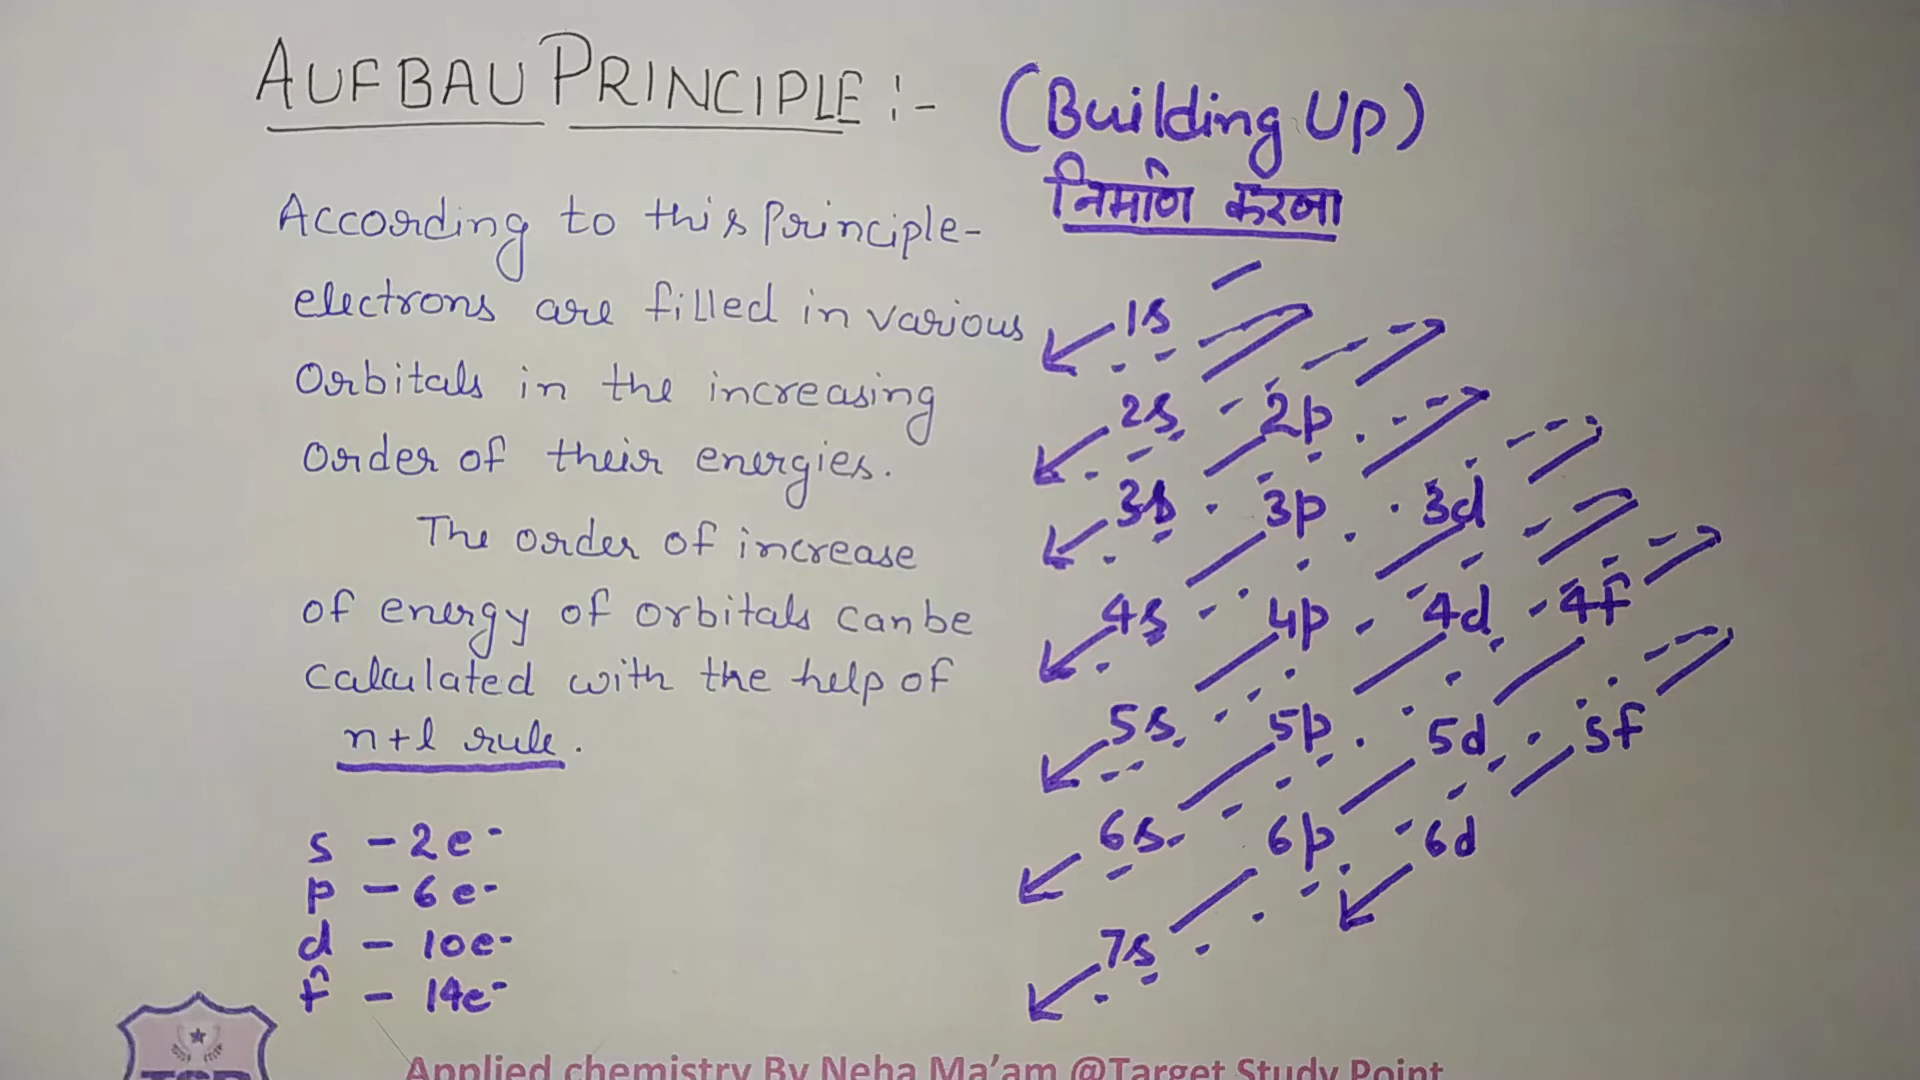 AUFBAU PRINCIPLE :-
(Building Up)
निर्माण करना
According to this Principle-
electrons are filled in various
Orbitals in the increasing
Order of their energies.
The order of increase
of energy of orbitals can be
calculated with the help of
n+l rule.
s - 2e-
p - 6e-
d - 10e-
f - 14e-
1s
2s 2p
3s 3p 3d
4s 4p 4d 4f
5s 5p 5d 5f
6s 6p 6d
7s
Applied chemistry By Neha Ma'am @Target Study Point